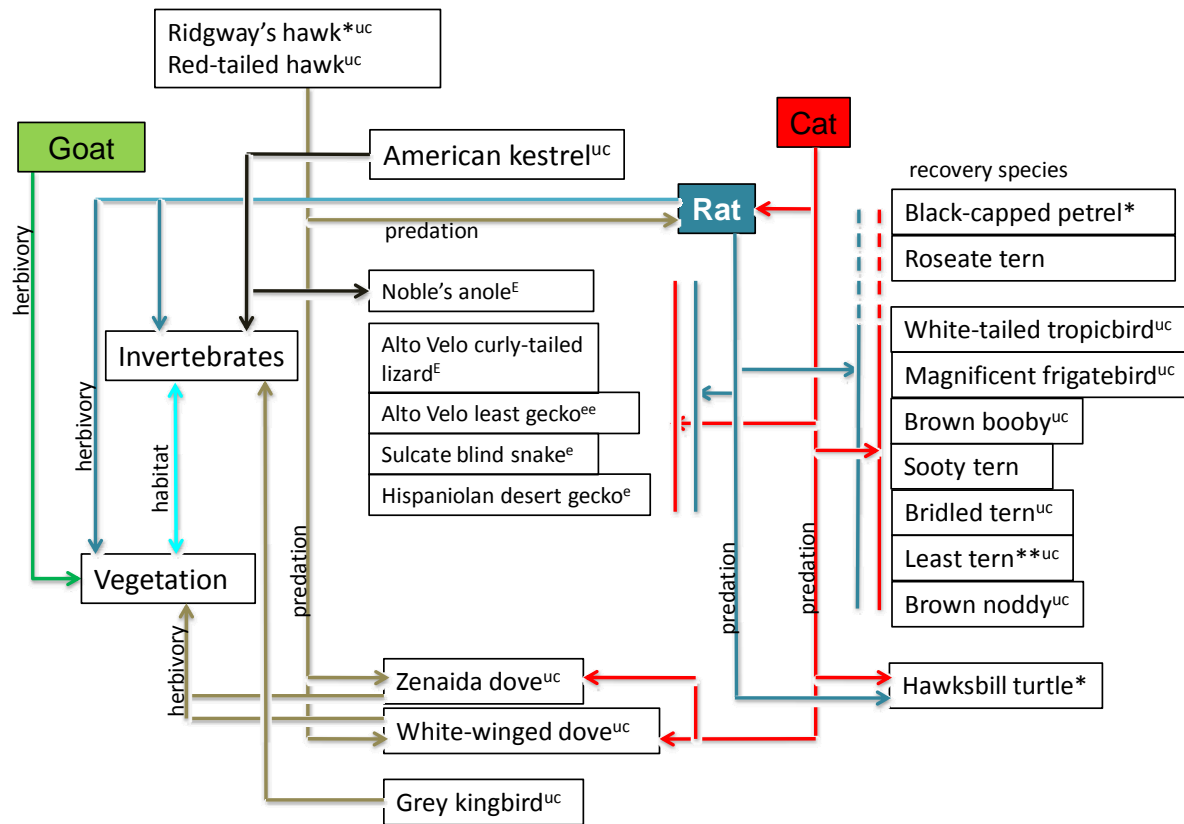 Ridgway's hawk*ᵘᶜ
Red-tailed hawkᵘᶜ
Goat
Cat
American kestrelᵘᶜ
recovery species
Rat
Black-capped petrel*
predation
Roseate tern
herbivory
Noble's anoleᴱ
White-tailed tropicbirdᵘᶜ
Invertebrates
Alto Velo curly-tailed
lizardᴱ
Magnificent frigatebirdᵘᶜ
Alto Velo least geckoᵉᵉ
Brown boobyᵘᶜ
herbivory
habitat
Sulcate blind snakeᵉ
Sooty tern
Hispaniolan desert geckoᵉ
Bridled ternᵘᶜ
Vegetation
predation
predation
predation
Least tern**ᵘᶜ
Brown noddyᵘᶜ
herbivory
Zenaida doveᵘᶜ
Hawksbill turtle*
White-winged doveᵘᶜ
Grey kingbirdᵘᶜ